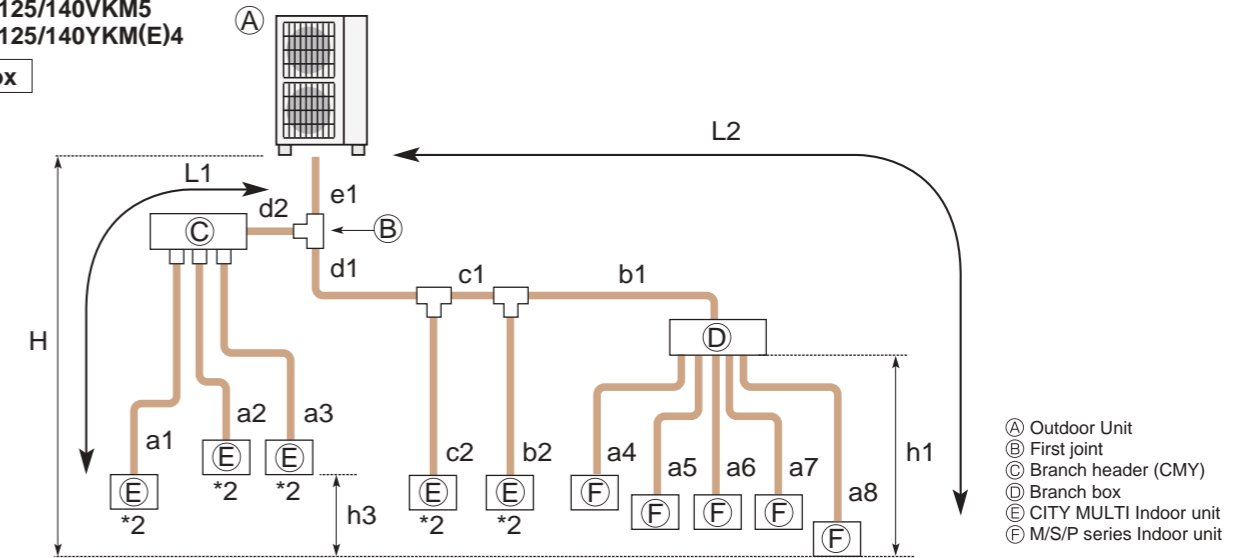 125/140VKM5
125/140YKM(E)4
ox
Ⓐ
L2
L1
e1
d2
Ⓒ
Ⓑ
d1
c1
b1
H
Ⓓ
a1
a2
a3
c2
b2
a4
a5
a6
a7
a8
h1
Ⓔ
*2
Ⓔ
*2
Ⓔ
*2
h3
Ⓔ
*2
Ⓔ
*2
Ⓕ
Ⓕ
Ⓕ
Ⓕ
Ⓕ
Ⓐ Outdoor Unit
Ⓑ First joint
Ⓒ Branch header (CMY)
Ⓓ Branch box
Ⓔ CITY MULTI Indoor unit
Ⓕ M/S/P series Indoor unit